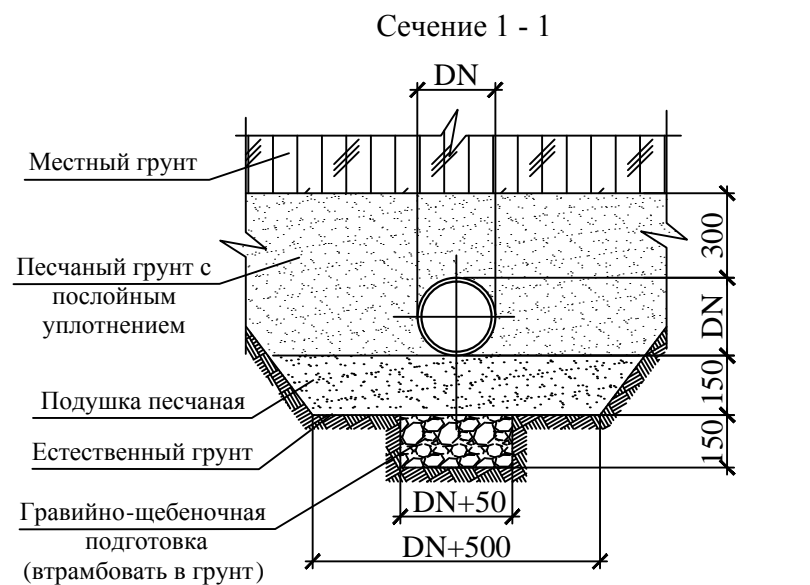 Сечение 1 - 1
DN
Местный грунт
300
Песчаный грунт с
послойным
уплотнением
DN
150
Подушка песчаная
150
Естественный грунт
DN+50
Гравийно-щебеночная
подготовка
(втрамбовать в грунт)
DN+500